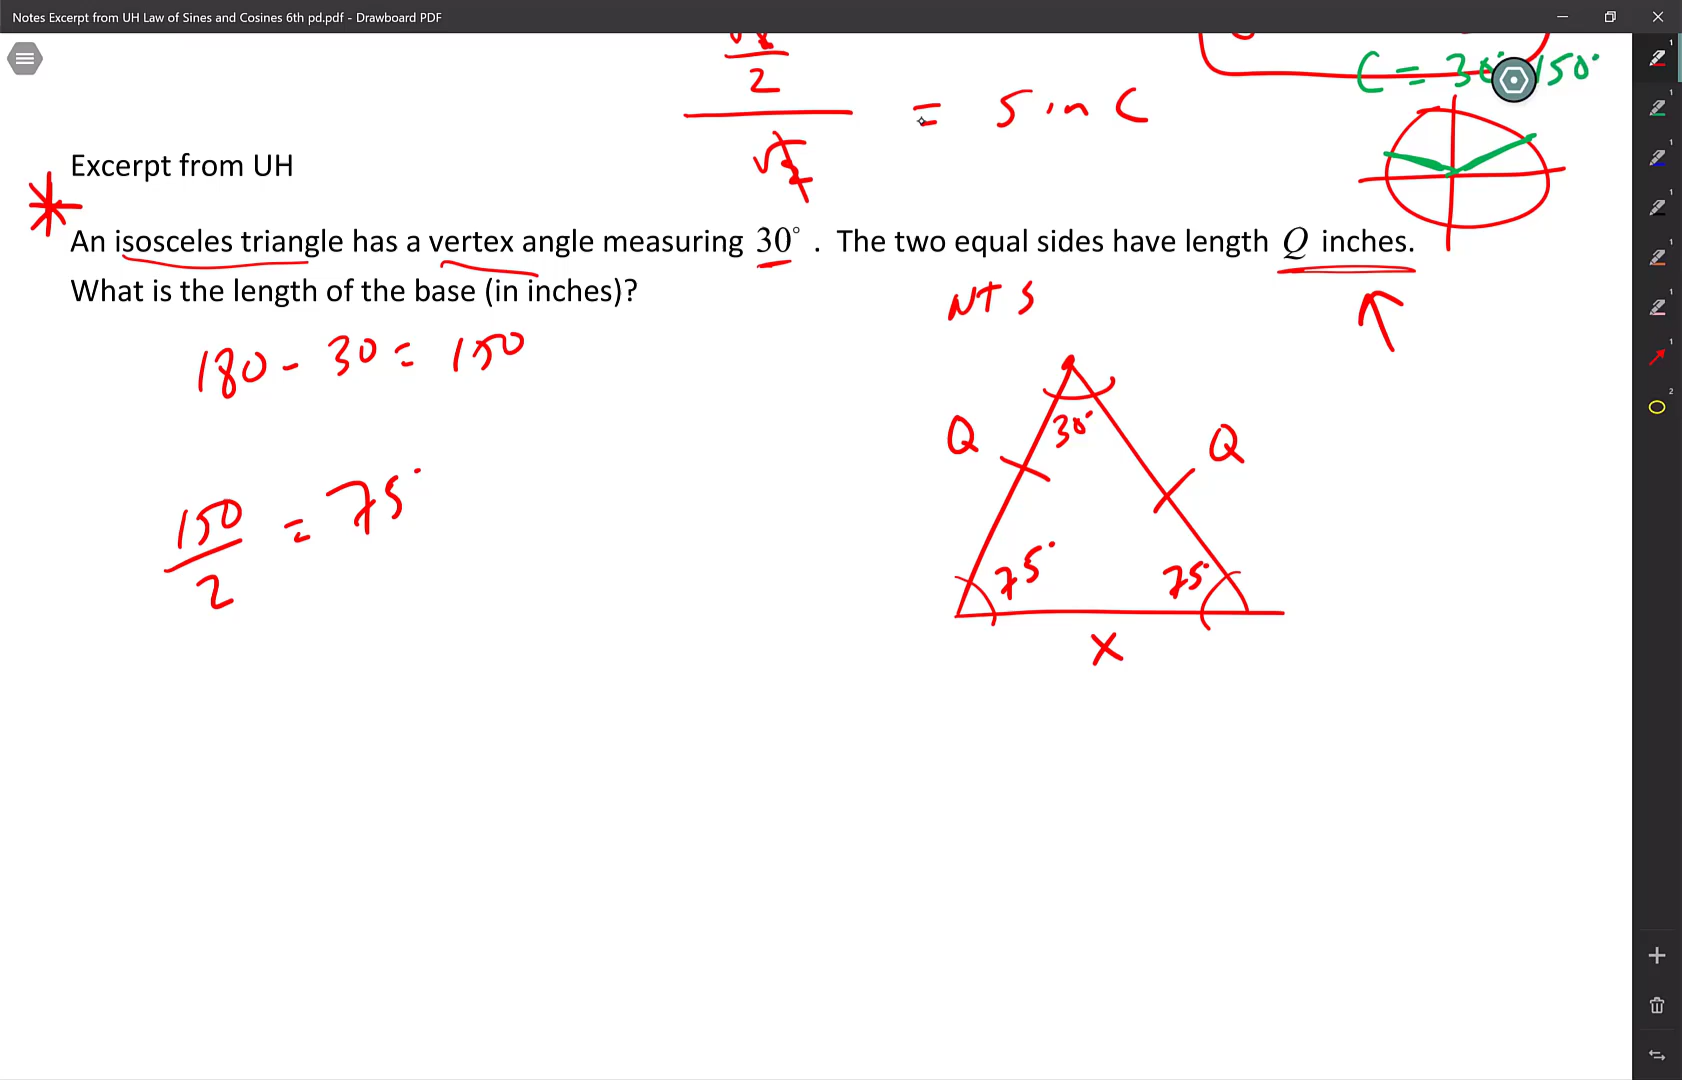 Notes Excerpt from UH Law of Sines and Cosines 6th pd.pdf - Drawboard PDF
C = 30° 150°
2
= sin C
√2
Excerpt from UH
* An isosceles triangle has a vertex angle measuring 30° . The two equal sides have length Q inches.
What is the length of the base (in inches)?
NTS
180 - 30 = 150
30°
Q
Q
150/2 = 75°
75°
75°
X